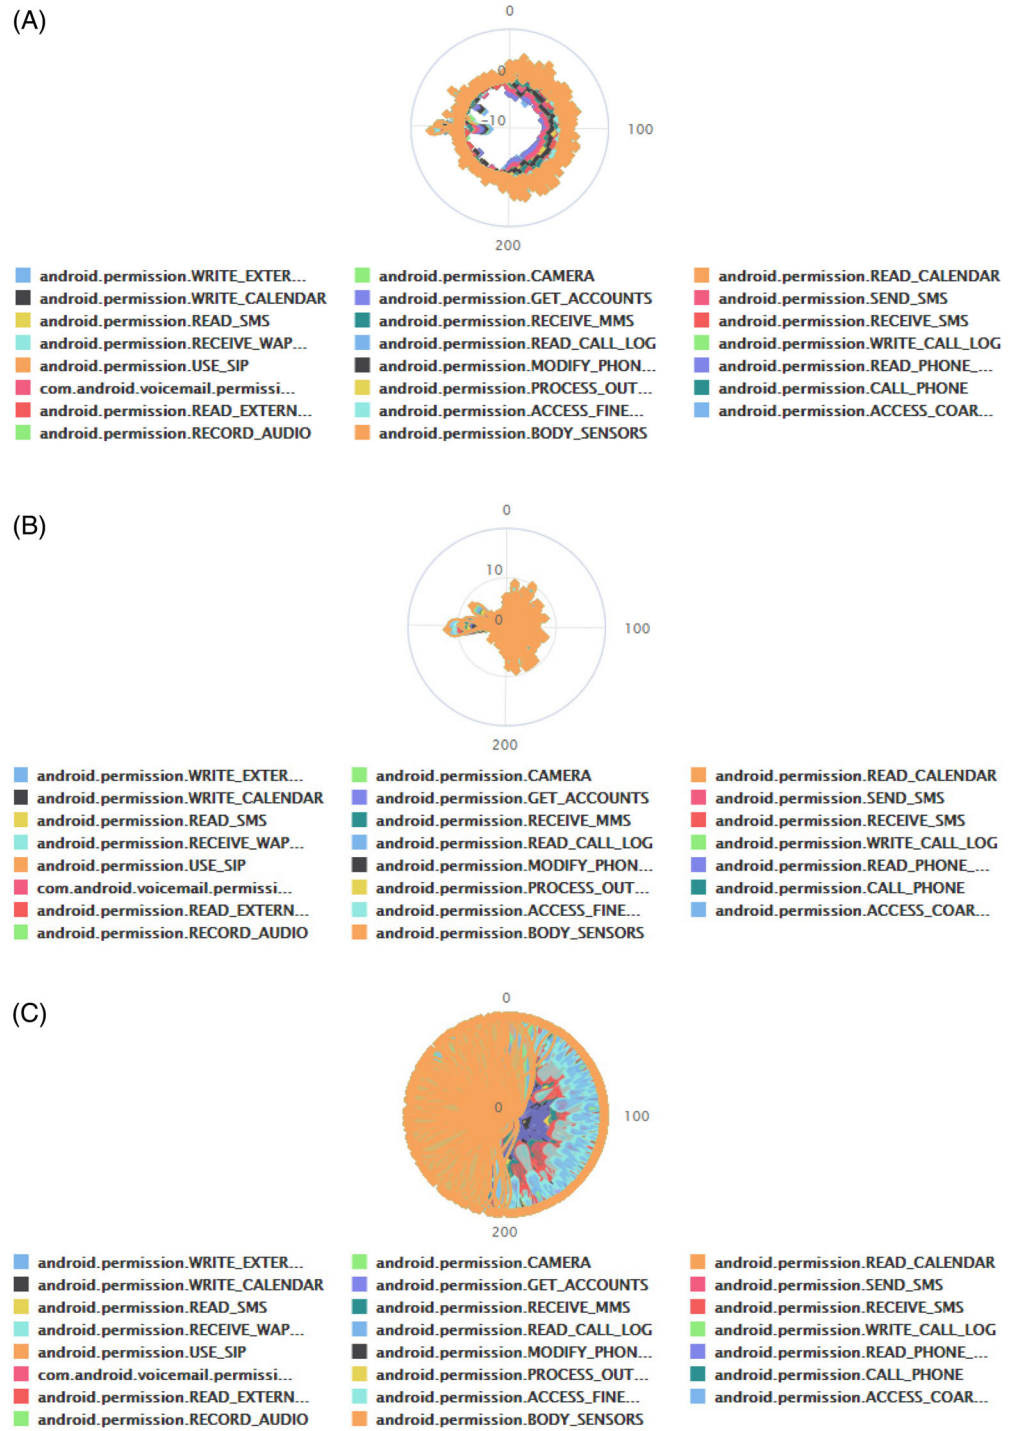 (A)
0
0
-10
100
200
android.permission.WRITE_EXTER... android.permission.CAMERA android.permission.READ_CALENDAR
android.permission.WRITE_CALENDAR android.permission.GET_ACCOUNTS android.permission.SEND_SMS
android.permission.READ_SMS android.permission.RECEIVE_MMS android.permission.RECEIVE_SMS
android.permission.RECEIVE_WAP... android.permission.READ_CALL_LOG android.permission.WRITE_CALL_LOG
android.permission.USE_SIP android.permission.MODIFY_PHON... android.permission.READ_PHONE_...
com.android.voicemail.permissi... android.permission.PROCESS_OUT... android.permission.CALL_PHONE
android.permission.READ_EXTERN... android.permission.ACCESS_FINE... android.permission.ACCESS_COAR...
android.permission.RECORD_AUDIO android.permission.BODY_SENSORS
(B)
0
10
0
100
200
android.permission.WRITE_EXTER... android.permission.CAMERA android.permission.READ_CALENDAR
android.permission.WRITE_CALENDAR android.permission.GET_ACCOUNTS android.permission.SEND_SMS
android.permission.READ_SMS android.permission.RECEIVE_MMS android.permission.RECEIVE_SMS
android.permission.RECEIVE_WAP... android.permission.READ_CALL_LOG android.permission.WRITE_CALL_LOG
android.permission.USE_SIP android.permission.MODIFY_PHON... android.permission.READ_PHONE_...
com.android.voicemail.permissi... android.permission.PROCESS_OUT... android.permission.CALL_PHONE
android.permission.READ_EXTERN... android.permission.ACCESS_FINE... android.permission.ACCESS_COAR...
android.permission.RECORD_AUDIO android.permission.BODY_SENSORS
(C)
0
0
100
200
android.permission.WRITE_EXTER... android.permission.CAMERA android.permission.READ_CALENDAR
android.permission.WRITE_CALENDAR android.permission.GET_ACCOUNTS android.permission.SEND_SMS
android.permission.READ_SMS android.permission.RECEIVE_MMS android.permission.RECEIVE_SMS
android.permission.RECEIVE_WAP... android.permission.READ_CALL_LOG android.permission.WRITE_CALL_LOG
android.permission.USE_SIP android.permission.MODIFY_PHON... android.permission.READ_PHONE_...
com.android.voicemail.permissi... android.permission.PROCESS_OUT... android.permission.CALL_PHONE
android.permission.READ_EXTERN... android.permission.ACCESS_FINE... android.permission.ACCESS_COAR...
android.permission.RECORD_AUDIO android.permission.BODY_SENSORS